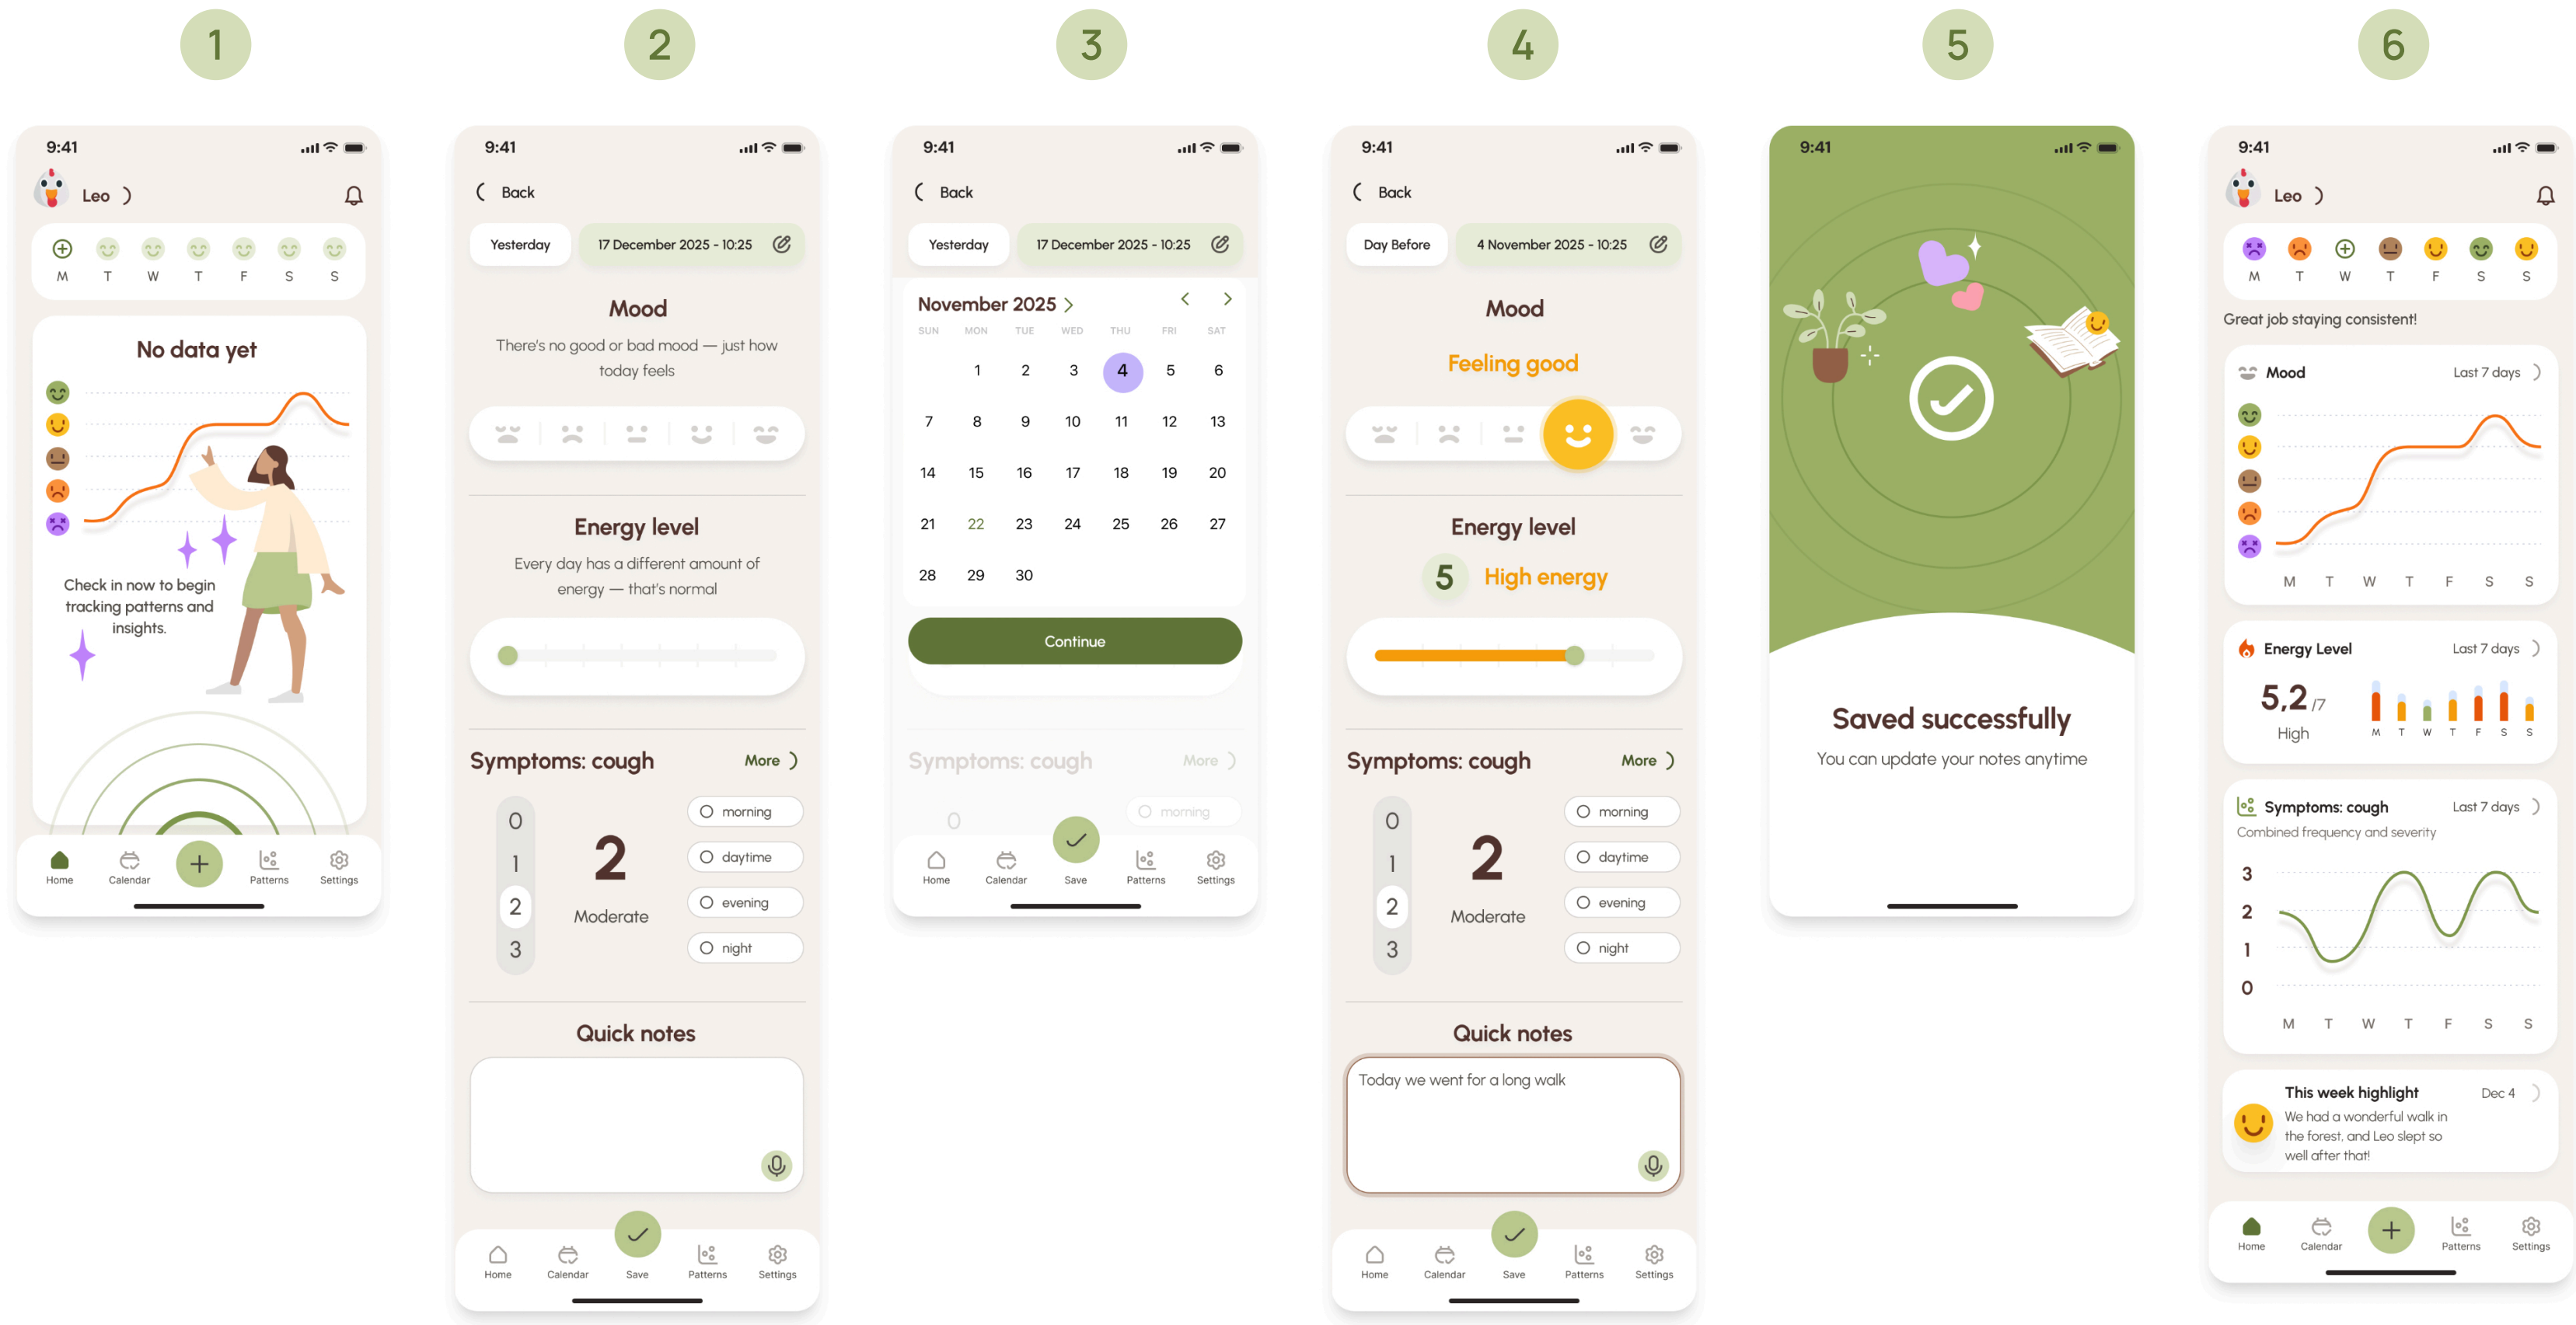 1
2
3
4
5
6
9:41
Leo
M T W T F S S
No data yet
Check in now to begin
tracking patterns and
insights.
Home Calendar Patterns Settings
9:41
Back
Yesterday 17 December 2025 - 10:25
Mood
There's no good or bad mood — just how
today feels
Energy level
Every day has a different amount of
energy — that's normal
Symptoms: cough More
0
1
2
3
2
Moderate
morning
daytime
evening
night
Quick notes
Home Calendar Save Patterns Settings
9:41
Back
Yesterday 17 December 2025 - 10:25
November 2025
SUN MON TUE WED THU FRI SAT
1 2 3 4 5 6
7 8 9 10 11 12 13
14 15 16 17 18 19 20
21 22 23 24 25 26 27
28 29 30
Continue
Symptoms: cough More
0 morning
Home Calendar Save Patterns Settings
9:41
Back
Day Before 4 November 2025 - 10:25
Mood
Feeling good
Energy level
5 High energy
Symptoms: cough More
0
1
2
3
2
Moderate
morning
daytime
evening
night
Quick notes
Today we went for a long walk
Home Calendar Save Patterns Settings
9:41
Saved successfully
You can update your notes anytime
9:41
Leo
M T W T F S S
Great job staying consistent!
Mood Last 7 days
M T W T F S S
Energy Level Last 7 days
5,2 /7
High
M T W T F S S
Symptoms: cough Last 7 days
Combined frequency and severity
3
2
1
0
M T W T F S S
This week highlight Dec 4
We had a wonderful walk in
the forest, and Leo slept so
well after that!
Home Calendar Patterns Settings